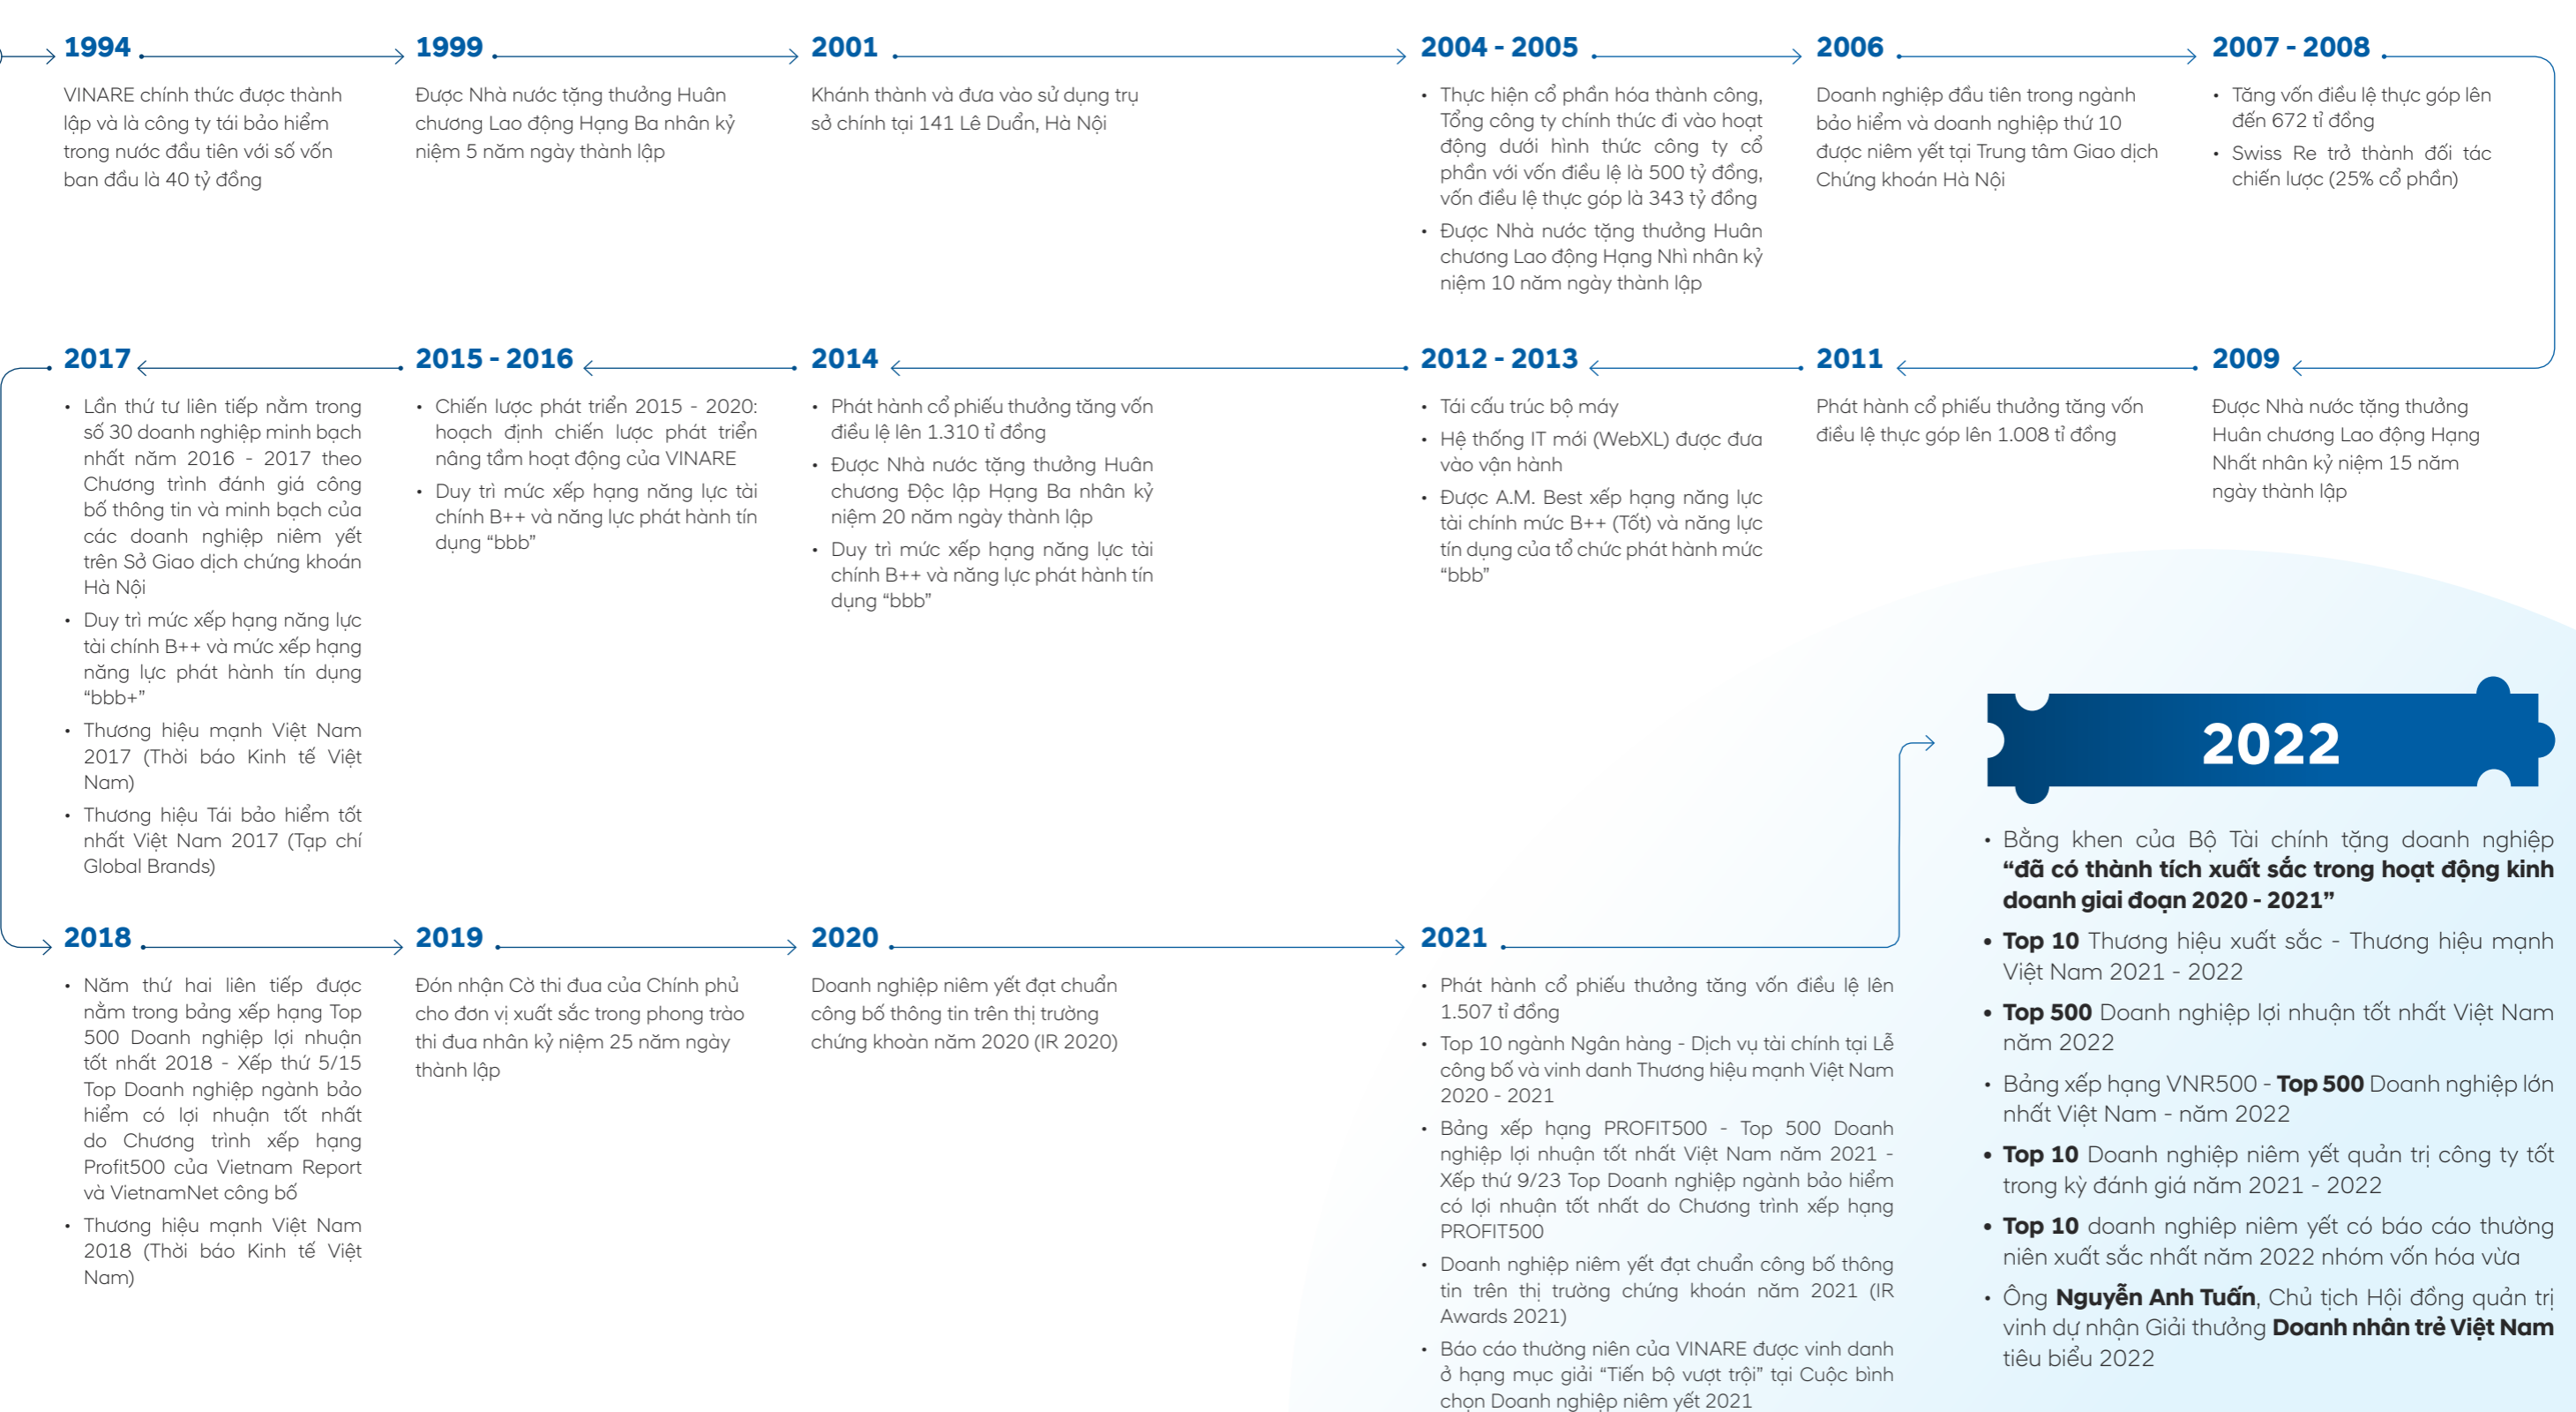 1994
VINARE chính thức được thành
lập và là công ty tái bảo hiểm
trong nước đầu tiên với số vốn
ban đầu là 40 tỷ đồng
1999
Được Nhà nước tặng thưởng Huân
chương Lao động Hạng Ba nhân kỷ
niệm 5 năm ngày thành lập
2001
Khánh thành và đưa vào sử dụng trụ
sở chính tại 141 Lê Duẩn, Hà Nội
2004 - 2005
• Thực hiện cổ phần hóa thành công,
Tổng công ty chính thức đi vào hoạt
động dưới hình thức công ty cổ
phần với vốn điều lệ là 500 tỷ đồng,
vốn điều lệ thực góp là 343 tỷ đồng
• Được Nhà nước tặng thưởng Huân
chương Lao động Hạng Nhì nhân kỷ
niệm 10 năm ngày thành lập
2006
Doanh nghiệp đầu tiên trong ngành
bảo hiểm và doanh nghiệp thứ 10
được niêm yết tại Trung tâm Giao dịch
Chứng khoán Hà Nội
2007 - 2008
• Tăng vốn điều lệ thực góp lên
đến 672 tỉ đồng
• Swiss Re trở thành đối tác
chiến lược (25% cổ phần)
2009
Được Nhà nước tặng thưởng
Huân chương Lao động Hạng
Nhất nhân kỷ niệm 15 năm
ngày thành lập
2011
Phát hành cổ phiếu thưởng tăng vốn
điều lệ thực góp lên 1.008 tỉ đồng
2012 - 2013
• Tái cấu trúc bộ máy
• Hệ thống IT mới (WebXL) được đưa
vào vận hành
• Được A.M. Best xếp hạng năng lực
tài chính mức B++ (Tốt) và năng lực
tín dụng của tổ chức phát hành mức
“bbb”
2014
• Phát hành cổ phiếu thưởng tăng vốn
điều lệ lên 1.310 tỉ đồng
• Được Nhà nước tặng thưởng Huân
chương Độc lập Hạng Ba nhân kỷ
niệm 20 năm ngày thành lập
• Duy trì mức xếp hạng năng lực tài
chính B++ và năng lực phát hành tín
dụng “bbb”
2015 - 2016
• Chiến lược phát triển 2015 - 2020:
hoạch định chiến lược phát triển
nâng tầm hoạt động của VINARE
• Duy trì mức xếp hạng năng lực tài
chính B++ và năng lực phát hành tín
dụng “bbb”
2017
• Lần thứ tư liên tiếp nằm trong
số 30 doanh nghiệp minh bạch
nhất năm 2016 - 2017 theo
Chương trình đánh giá công
bố thông tin và minh bạch của
các doanh nghiệp niêm yết
trên Sở Giao dịch chứng khoán
Hà Nội
• Duy trì mức xếp hạng năng lực
tài chính B++ và mức xếp hạng
năng lực phát hành tín dụng
“bbb+”
• Thương hiệu mạnh Việt Nam
2017 (Thời báo Kinh tế Việt
Nam)
• Thương hiệu Tái bảo hiểm tốt
nhất Việt Nam 2017 (Tạp chí
Global Brands)
2018
• Năm thứ hai liên tiếp được
nằm trong bảng xếp hạng Top
500 Doanh nghiệp lợi nhuận
tốt nhất 2018 - Xếp thứ 5/15
Top Doanh nghiệp ngành bảo
hiểm có lợi nhuận tốt nhất
do Chương trình xếp hạng
Profit500 của Vietnam Report
và VietnamNet công bố
• Thương hiệu mạnh Việt Nam
2018 (Thời báo Kinh tế Việt
Nam)
2019
Đón nhận Cờ thi đua của Chính phủ
cho đơn vị xuất sắc trong phong trào
thi đua nhân kỷ niệm 25 năm ngày
thành lập
2020
Doanh nghiệp niêm yết đạt chuẩn
công bố thông tin trên thị trường
chứng khoàn năm 2020 (IR 2020)
2021
• Phát hành cổ phiếu thưởng tăng vốn điều lệ lên
1.507 tỉ đồng
• Top 10 ngành Ngân hàng - Dịch vụ tài chính tại Lễ
công bố và vinh danh Thương hiệu mạnh Việt Nam
2020 - 2021
• Bảng xếp hạng PROFIT500 - Top 500 Doanh
nghiệp lợi nhuận tốt nhất Việt Nam năm 2021 -
Xếp thứ 9/23 Top Doanh nghiệp ngành bảo hiểm
có lợi nhuận tốt nhất do Chương trình xếp hạng
PROFIT500
• Doanh nghiệp niêm yết đạt chuẩn công bố thông
tin trên thị trường chứng khoán năm 2021 (IR
Awards 2021)
• Báo cáo thường niên của VINARE được vinh danh
ở hạng mục giải “Tiến bộ vượt trội” tại Cuộc bình
chọn Doanh nghiệp niêm yết 2021
2022
• Bằng khen của Bộ Tài chính tặng doanh nghiệp
“đã có thành tích xuất sắc trong hoạt động kinh
doanh giai đoạn 2020 - 2021”
• Top 10 Thương hiệu xuất sắc - Thương hiệu mạnh
Việt Nam 2021 - 2022
• Top 500 Doanh nghiệp lợi nhuận tốt nhất Việt Nam
năm 2022
• Bảng xếp hạng VNR500 - Top 500 Doanh nghiệp lớn
nhất Việt Nam - năm 2022
• Top 10 Doanh nghiệp niêm yết quản trị công ty tốt
trong kỳ đánh giá năm 2021 - 2022
• Top 10 doanh nghiệp niêm yết có báo cáo thường
niên xuất sắc nhất năm 2022 nhóm vốn hóa vừa
• Ông Nguyễn Anh Tuấn, Chủ tịch Hội đồng quản trị
vinh dự nhận Giải thưởng Doanh nhân trẻ Việt Nam
tiêu biểu 2022